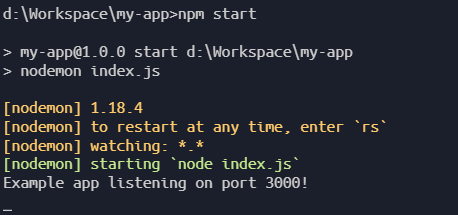 d:\Workspace\my-app>npm start
> my-app@1.0.0 start d:\Workspace\my-app
> nodemon index.js
[nodemon] 1.18.4
[nodemon] to restart at any time, enter `rs`
[nodemon] watching: *.*
[nodemon] starting `node index.js`
Example app listening on port 3000!
_